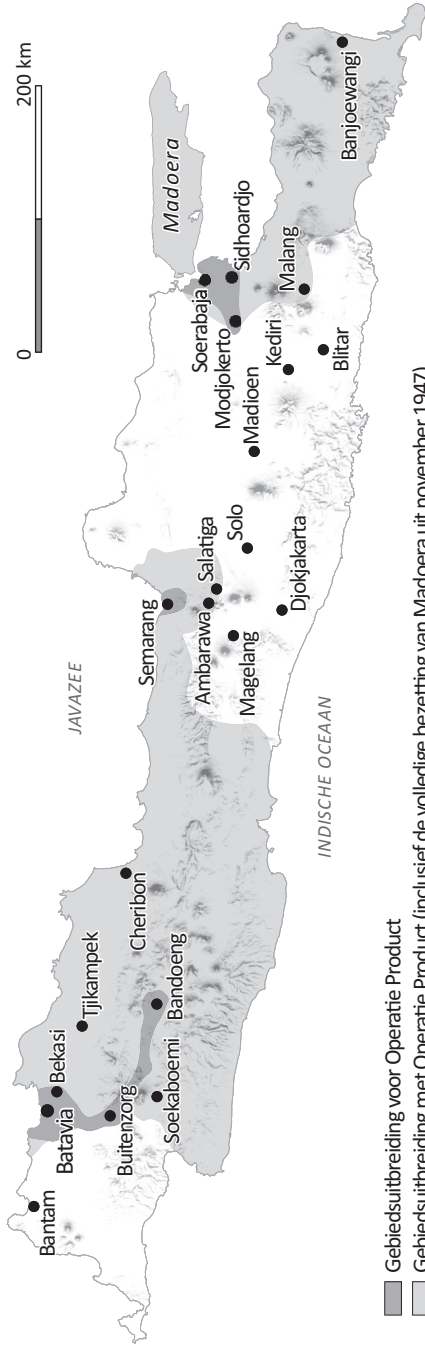 0 200 km
Madoera
JAVAZEE
INDISCHE OCEAAN
Bantam
Batavia
Bekasi
Tjikampek
Buitenzorg
Soekaboemi
Bandoeng
Cheribon
Semarang
Ambarawa
Salatiga
Magelang
Solo
Djokjakarta
Madioen
Soerabaja
Modjokerto
Sidhoardjo
Kediri
Malang
Blitar
Banjoewangi
Gebiedsuitbreiding voor Operatie Product
Gebiedsuitbreiding met Operatie Product (inclusief de volledige bezetting van Madoera uit november 1947)